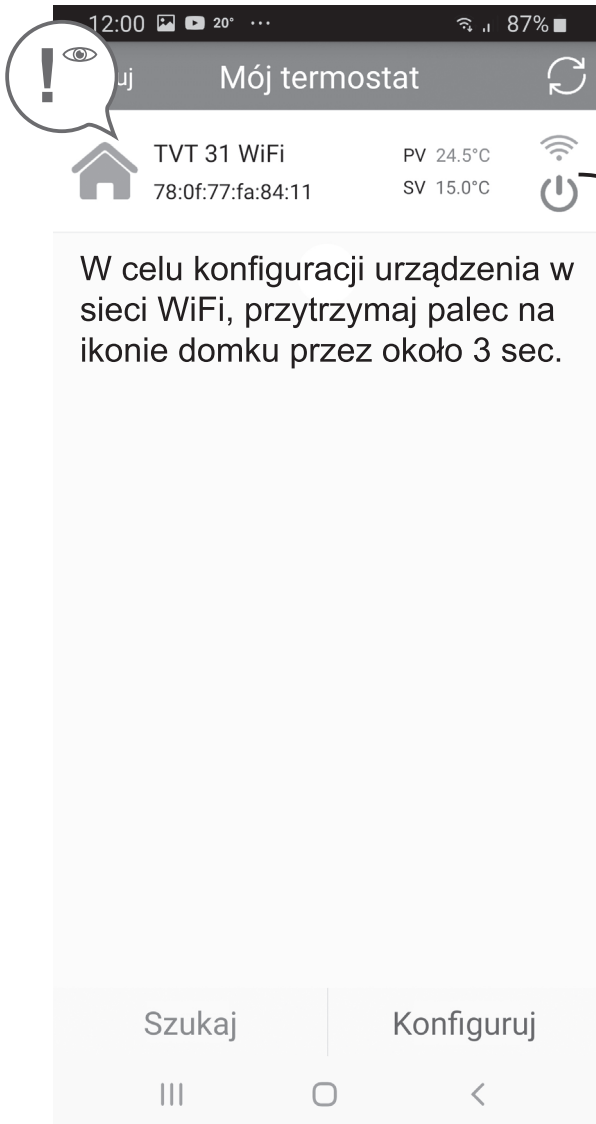 12:00 20° ... 87%
uj Mój termostat
TVT 31 WiFi PV 24.5°C
78:0f:77:fa:84:11 SV 15.0°C
W celu konfiguracji urządzenia w
sieci WiFi, przytrzymaj palec na
ikonie domku przez około 3 sec.
Szukaj Konfiguruj